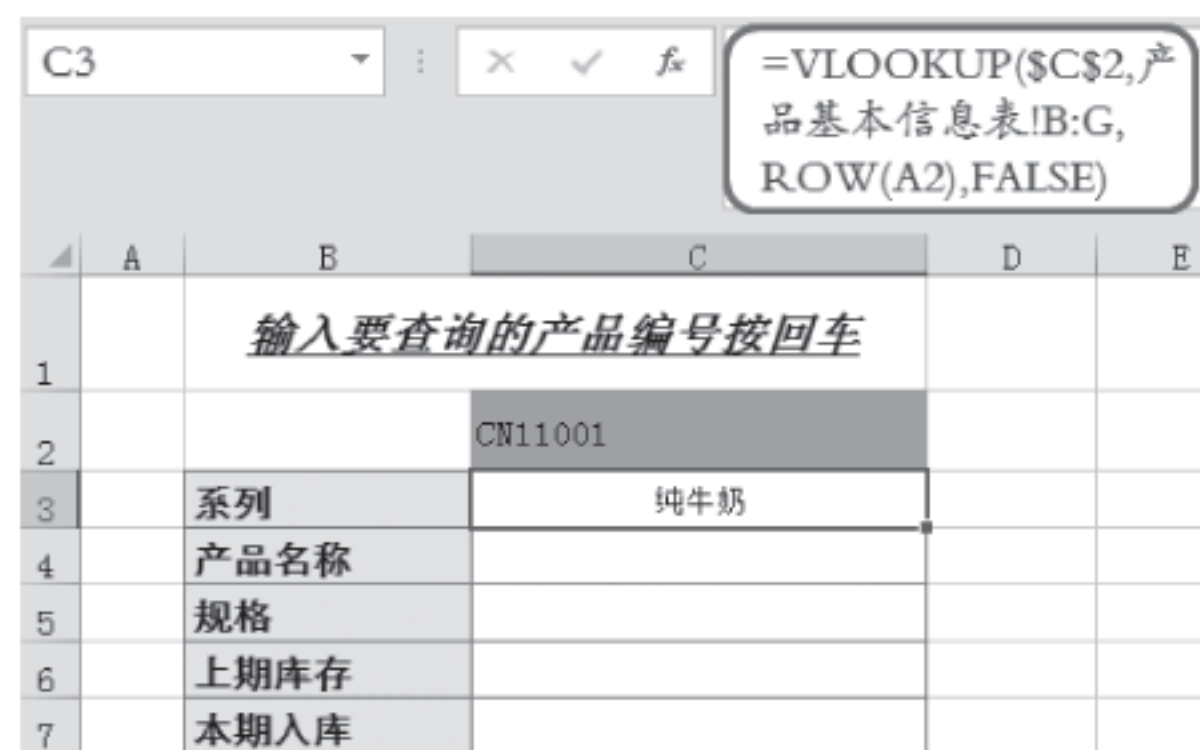 C3
fx
=VLOOKUP($C$2,产
品基本信息表!B:G,
ROW(A2),FALSE)
A B C D E
1 输入要查询的产品编号按回车
2 CN11001
3 系列 纯牛奶
4 产品名称
5 规格
6 上期库存
7 本期入库